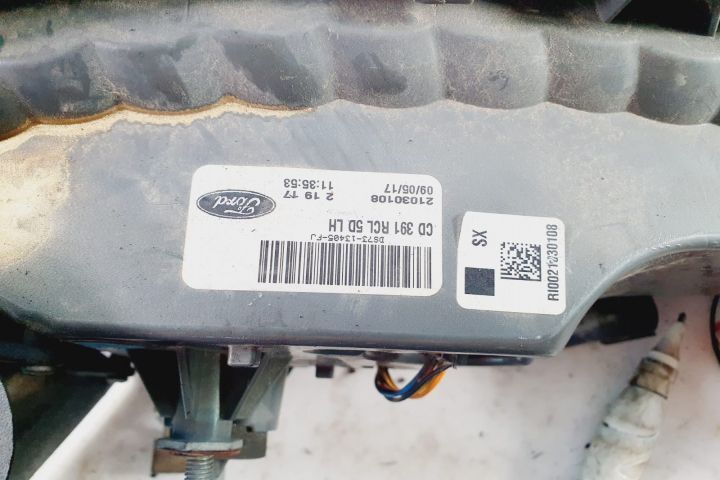 Ford
2 19 17
11:35:53
21030108
09/05/17
CD 391 RCL 5D LH
DS73-13405-FJ
SX
RI0021030108